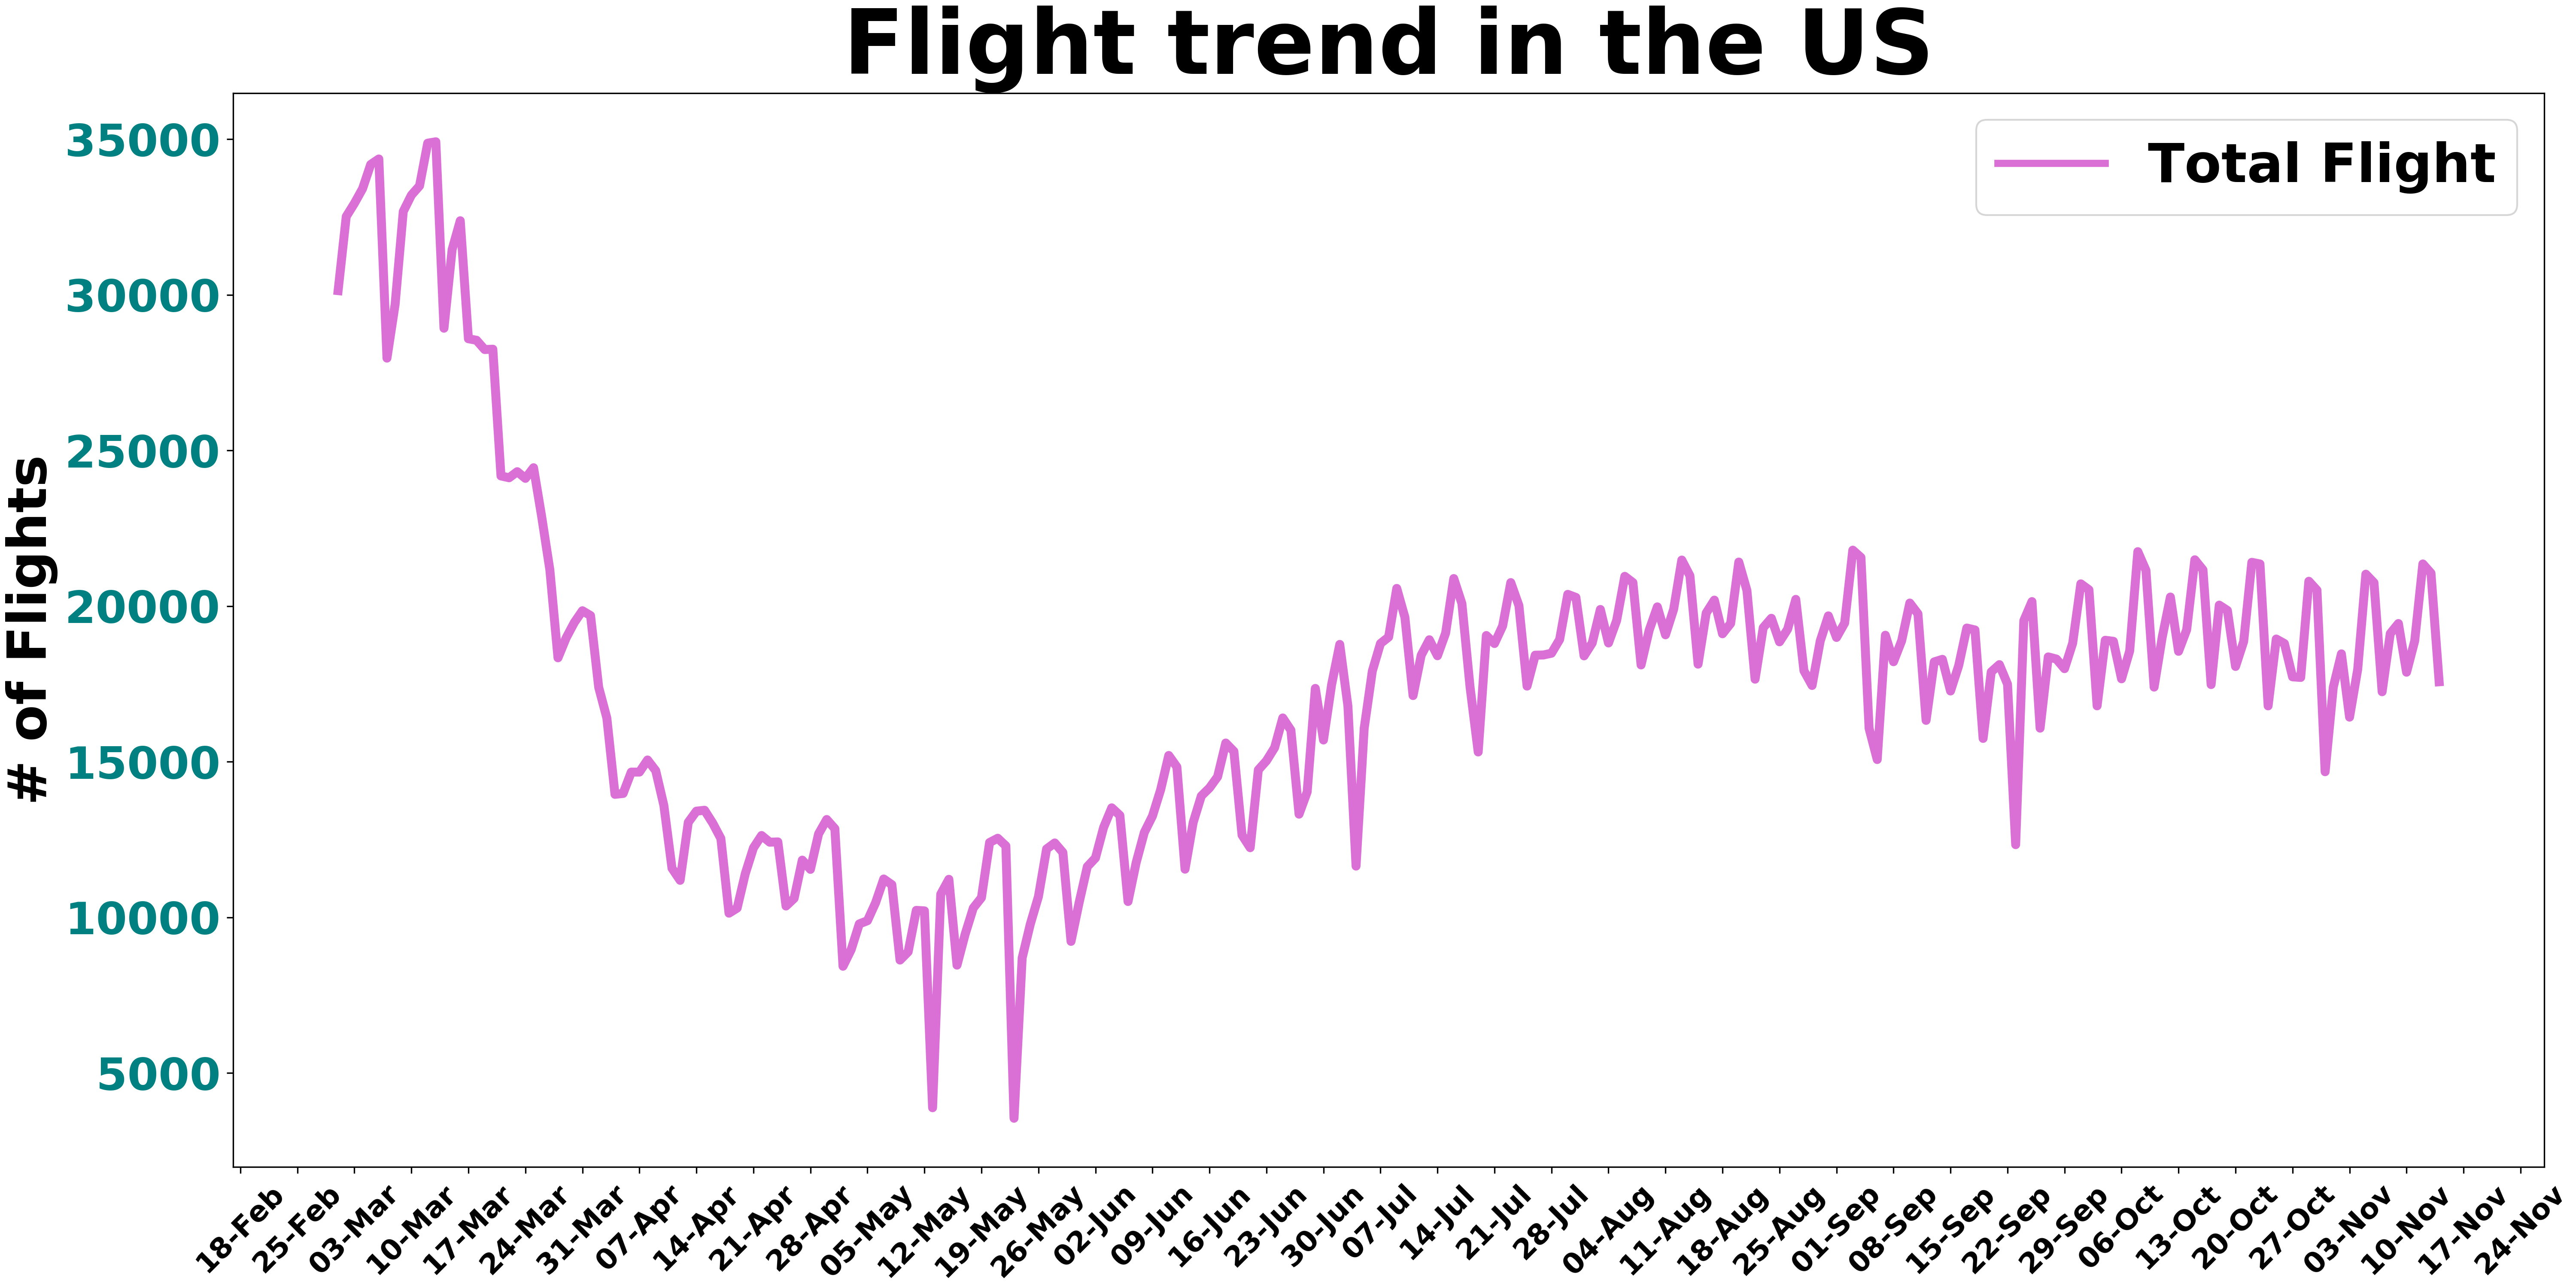 Flight trend in the US
Total Flight
# of Flights
35000
30000
25000
20000
15000
10000
5000
18-Feb
25-Feb
03-Mar
10-Mar
17-Mar
24-Mar
31-Mar
07-Apr
14-Apr
21-Apr
28-Apr
05-May
12-May
19-May
26-May
02-Jun
09-Jun
16-Jun
23-Jun
30-Jun
07-Jul
14-Jul
21-Jul
28-Jul
04-Aug
11-Aug
18-Aug
25-Aug
01-Sep
08-Sep
15-Sep
22-Sep
29-Sep
06-Oct
13-Oct
20-Oct
27-Oct
03-Nov
10-Nov
17-Nov
24-Nov